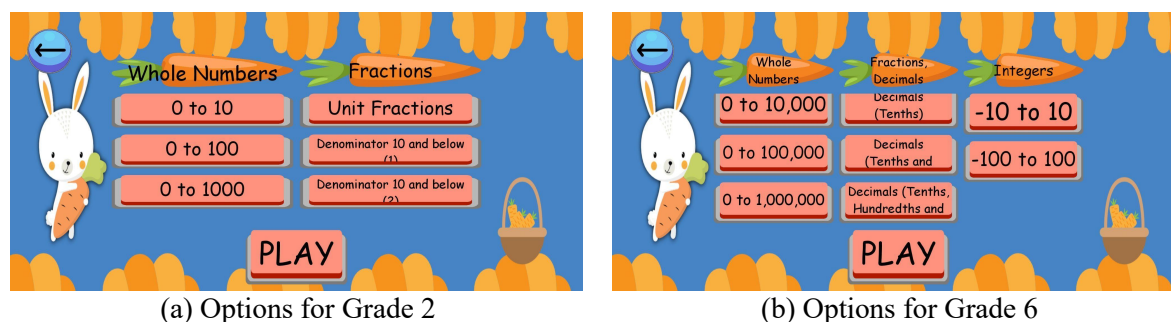 Whole Numbers
Fractions
0 to 10
Unit Fractions
0 to 100
Denominator 10 and below
(1)
0 to 1000
Denominator 10 and below
(2)
PLAY
(a) Options for Grade 2
Whole
Numbers
Fractions,
Decimals
Integers
0 to 10,000
Decimals
(Tenths)
-10 to 10
0 to 100,000
Decimals
(Tenths and
-100 to 100
0 to 1,000,000
Decimals (Tenths,
Hundredths and
PLAY
(b) Options for Grade 6